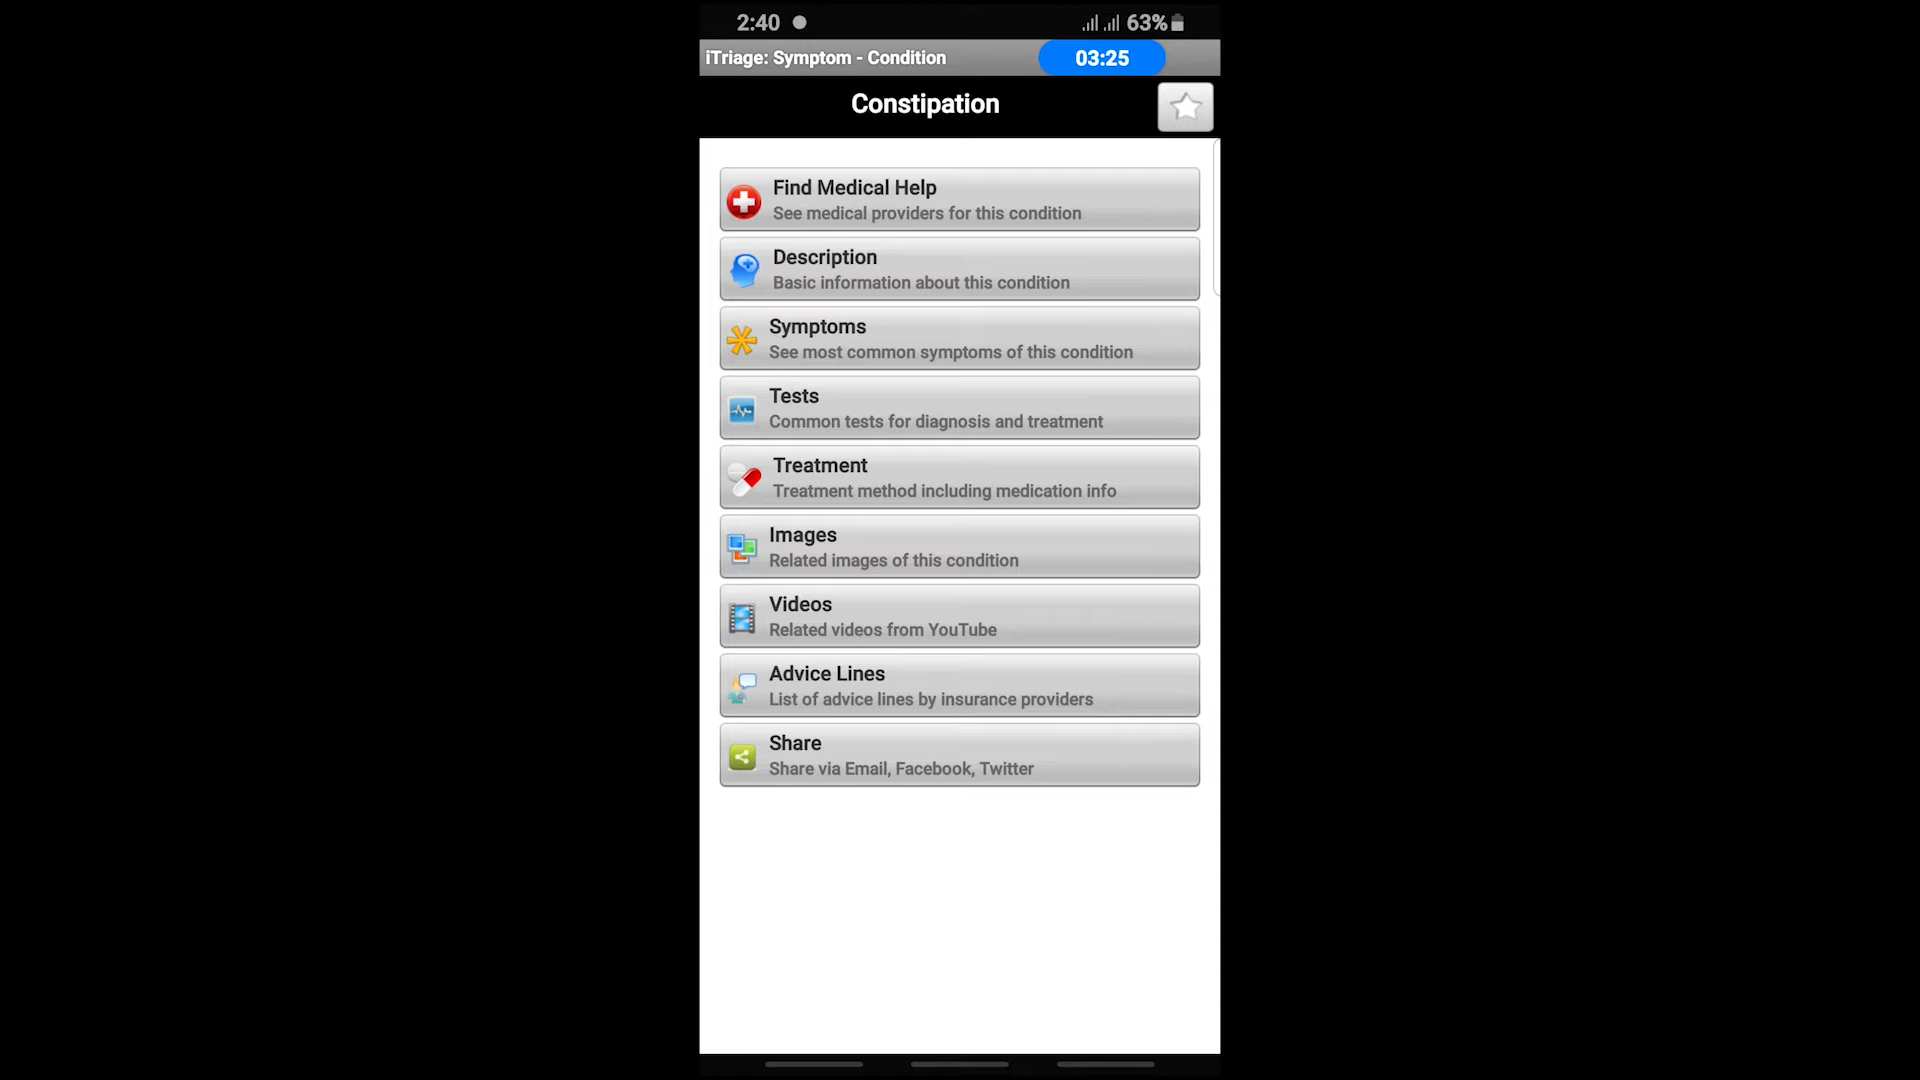 2:40 63%
iTriage: Symptom - Condition 03:25
Constipation
Find Medical Help
See medical providers for this condition
Description
Basic information about this condition
Symptoms
See most common symptoms of this condition
Tests
Common tests for diagnosis and treatment
Treatment
Treatment method including medication info
Images
Related images of this condition
Videos
Related videos from YouTube
Advice Lines
List of advice lines by insurance providers
Share
Share via Email, Facebook, Twitter